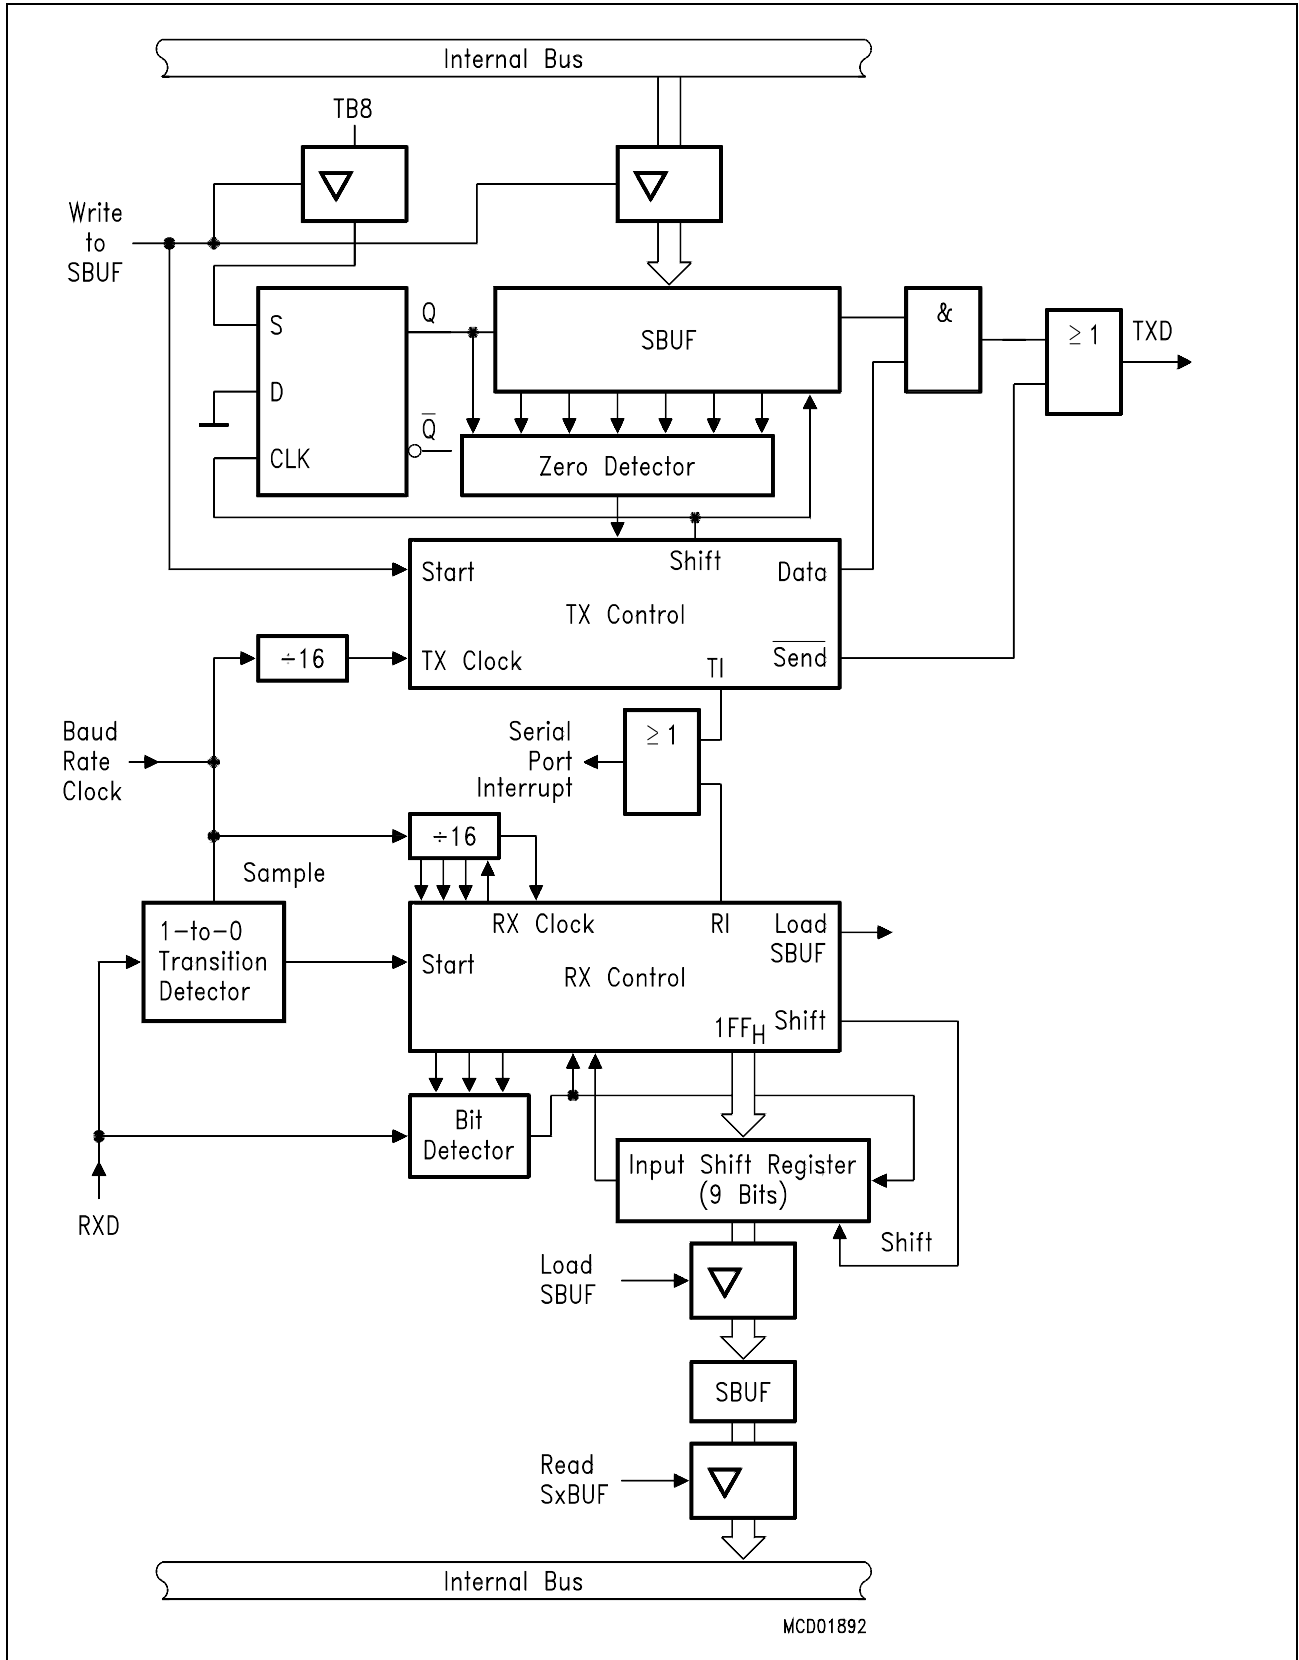 Internal Bus
TB8
Write
to
SBUF
S
Q
SBUF
&
≥1
TXD
D
Q̅
CLK
Zero Detector
Shift
Start
Data
TX Control
÷16
TX Clock
TI
S̅e̅n̅d̅
Baud
Rate
Clock
Serial
Port
Interrupt
≥1
÷16
Sample
1-to-0
Transition
Detector
RX Clock
RI
Load
SBUF
Start
RX Control
1FFH
Shift
Bit
Detector
Input Shift Register
(9 Bits)
RXD
Shift
Load
SBUF
SBUF
Read
SxBUF
Internal Bus
MCD01892